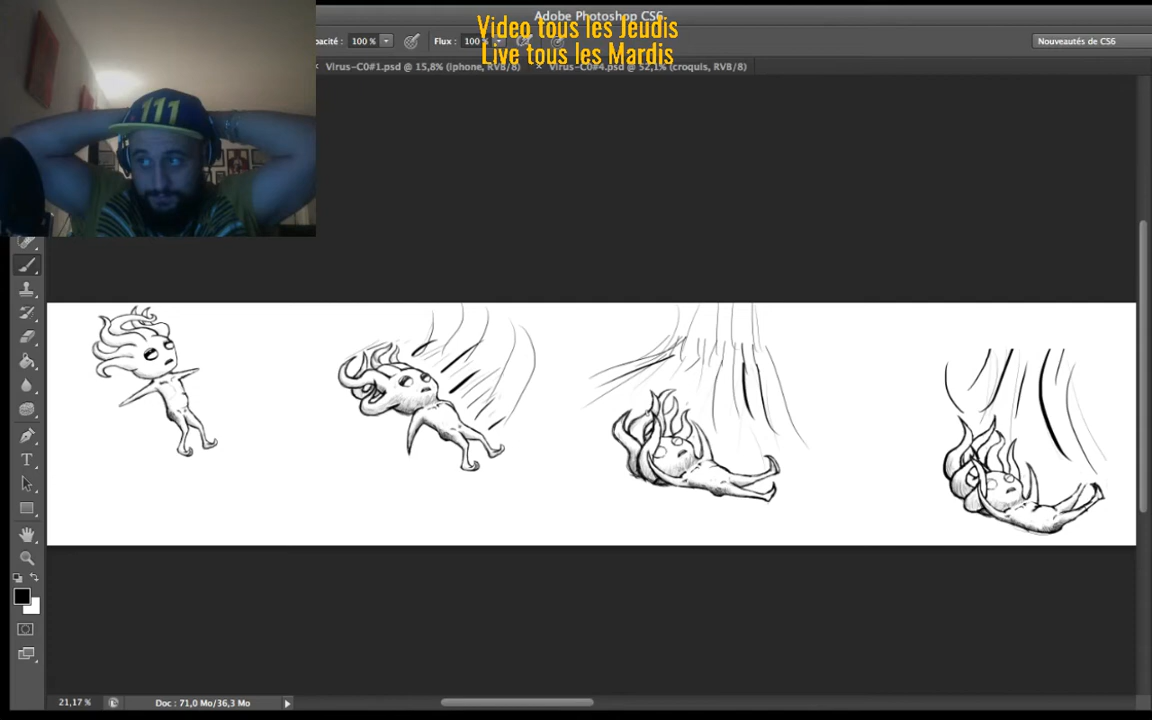 Adobe Photoshop CS6
Video tous les Jeudis
Live tous les Mardis
pacité : 100 % Flux : 100 % Nouveautés de CS6
Virus-C0#1.psd @ 15,8% (iphone, RVB/8) × Virus-C0#4.psd @ 52,1% (croquis, RVB/8)
111
21,17 % Doc : 71,0 Mo/36,3 Mo